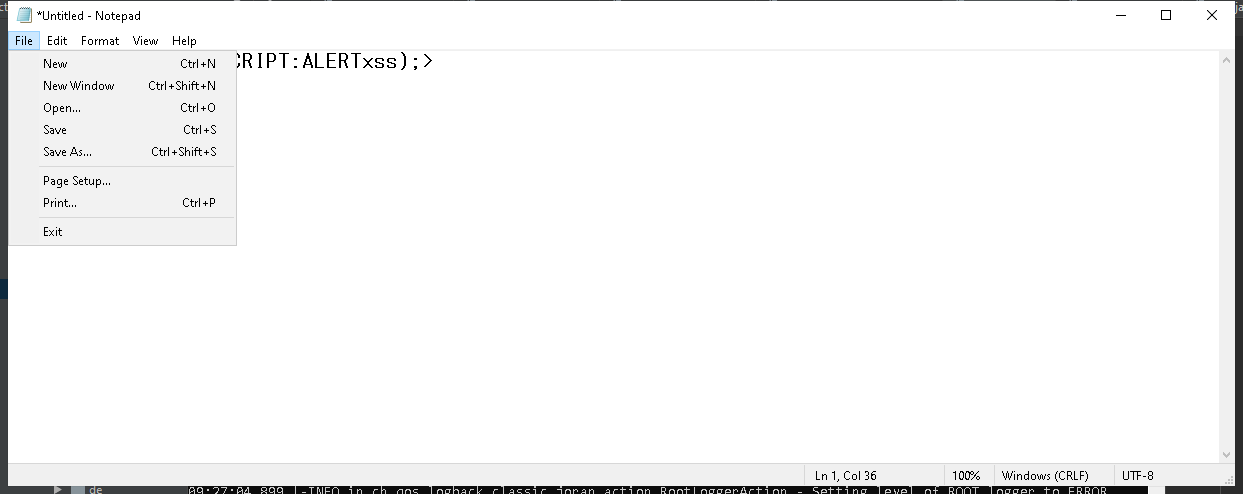 *Untitled - Notepad
File Edit Format View Help
CRIPT:ALERTxss);>
New Ctrl+N
New Window Ctrl+Shift+N
Open... Ctrl+O
Save Ctrl+S
Save As... Ctrl+Shift+S
Page Setup...
Print... Ctrl+P
Exit
Ln 1, Col 36 100% Windows (CRLF) UTF-8
de 09:27:04,899 |-INFO in ch.qos.logback.classic.joran.action.RootLoggerAction - Setting level of ROOT logger to ERROR